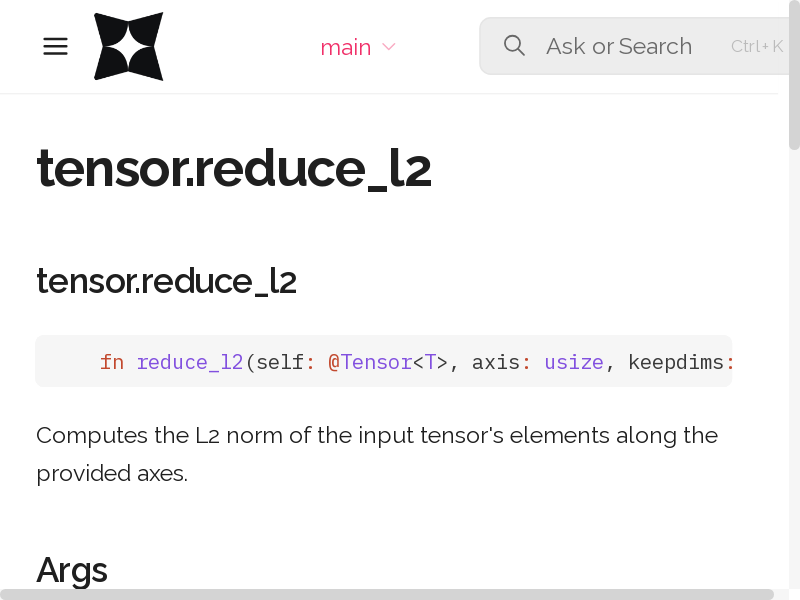 main
Ask or Search
Ctrl+K
tensor.reduce_l2
tensor.reduce_l2
fn reduce_l2(self: @Tensor<T>, axis: usize, keepdims:
Computes the L2 norm of the input tensor's elements along the
provided axes.
Args